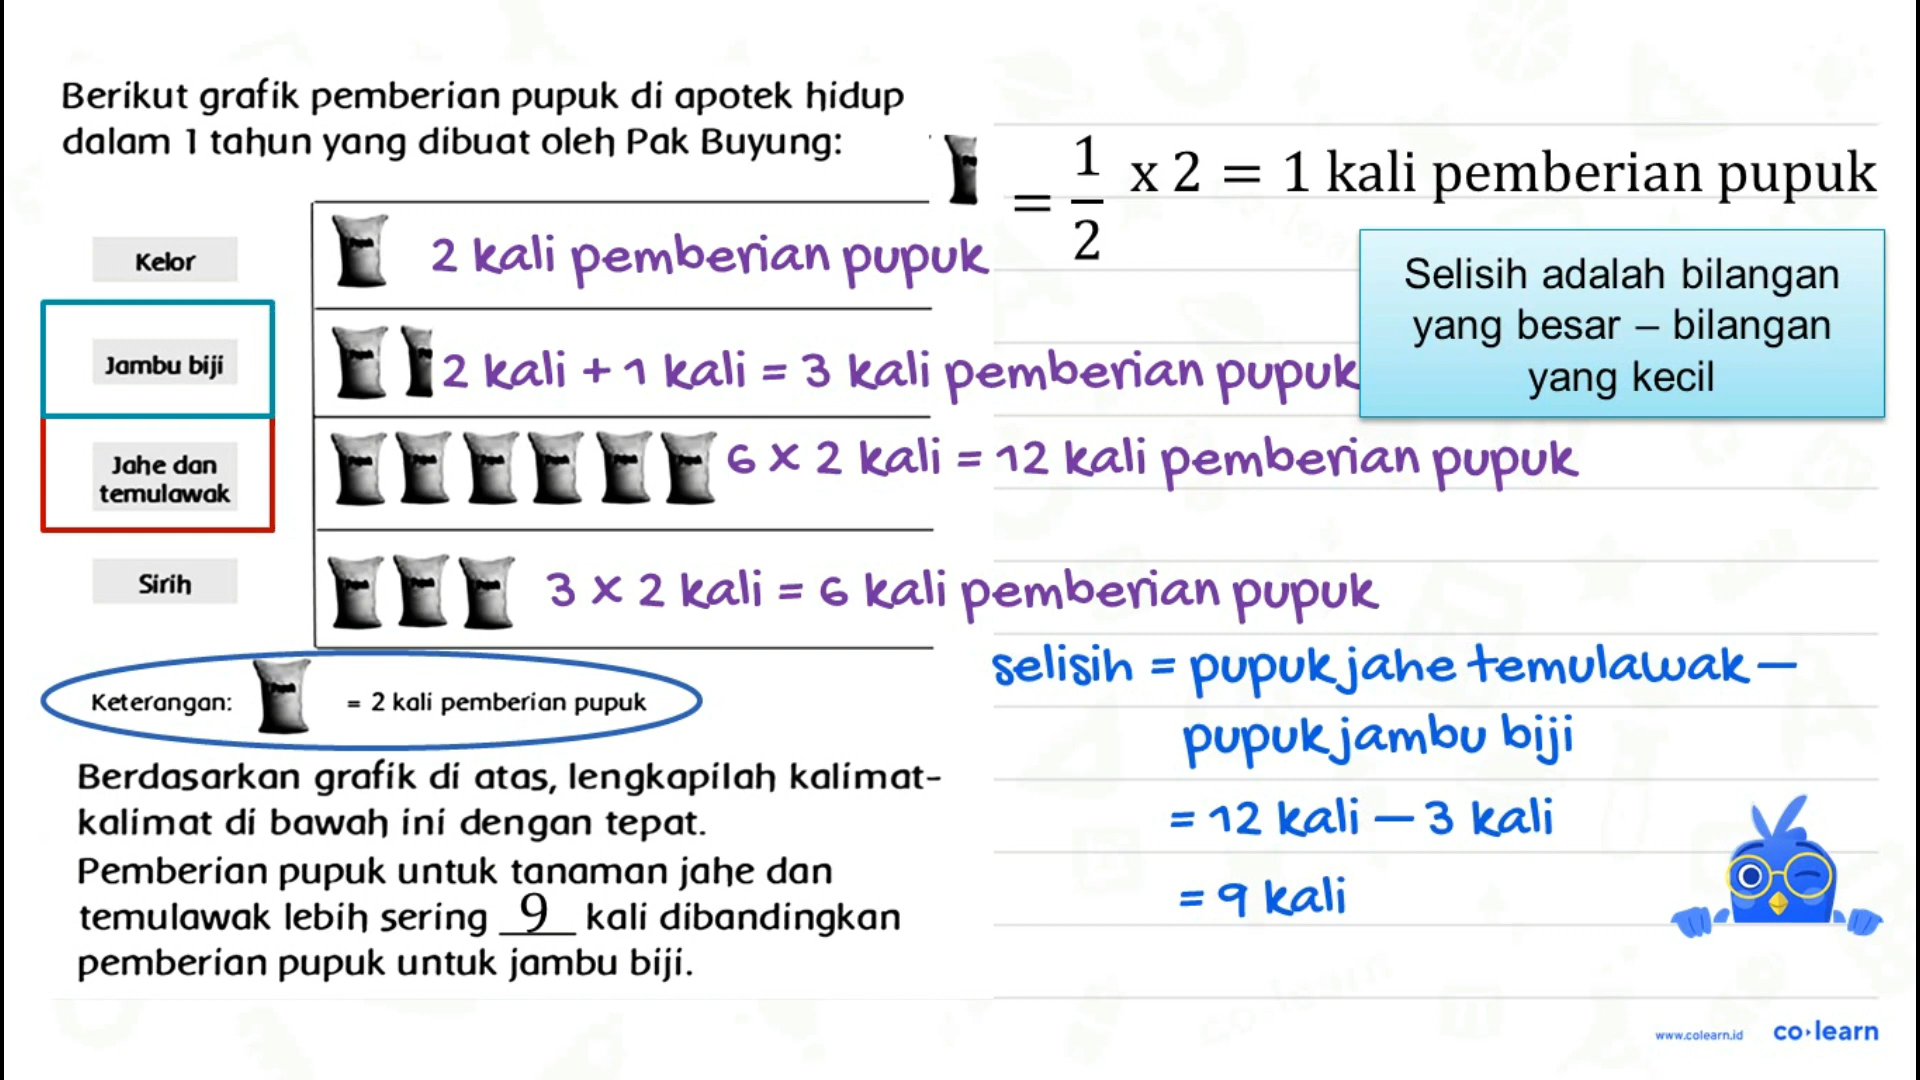 Berikut grafik pemberian pupuk di apotek hidup
dalam 1 tahun yang dibuat oleh Pak Buyung:
= 1/2 x 2 = 1 kali pemberian pupuk
Kelor
2 kali pemberian pupuk
Selisih adalah bilangan
yang besar – bilangan
yang kecil
Jambu biji
2 kali + 1 kali = 3 kali pemberian pupuk
Jahe dan
temulawak
6 x 2 kali = 12 kali pemberian pupuk
Sirih
3 x 2 kali = 6 kali pemberian pupuk
Keterangan: = 2 kali pemberian pupuk
selisih = pupuk jahe temulawak –
pupuk jambu biji
= 12 kali – 3 kali
= 9 kali
Berdasarkan grafik di atas, lengkapilah kalimat-
kalimat di bawah ini dengan tepat.
Pemberian pupuk untuk tanaman jahe dan
temulawak lebih sering 9 kali dibandingkan
pemberian pupuk untuk jambu biji.
www.colearn.id co·learn